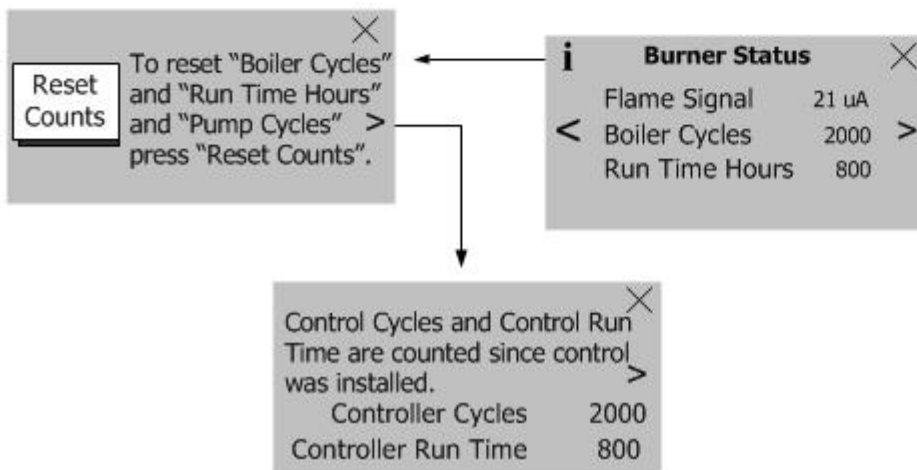 Reset
Counts
To reset “Boiler Cycles”
and “Run Time Hours”
and “Pump Cycles” >
press “Reset Counts”.
i Burner Status
Flame Signal 21 uA
< Boiler Cycles 2000 >
Run Time Hours 800
Control Cycles and Control Run
Time are counted since control
was installed. >
Controller Cycles 2000
Controller Run Time 800